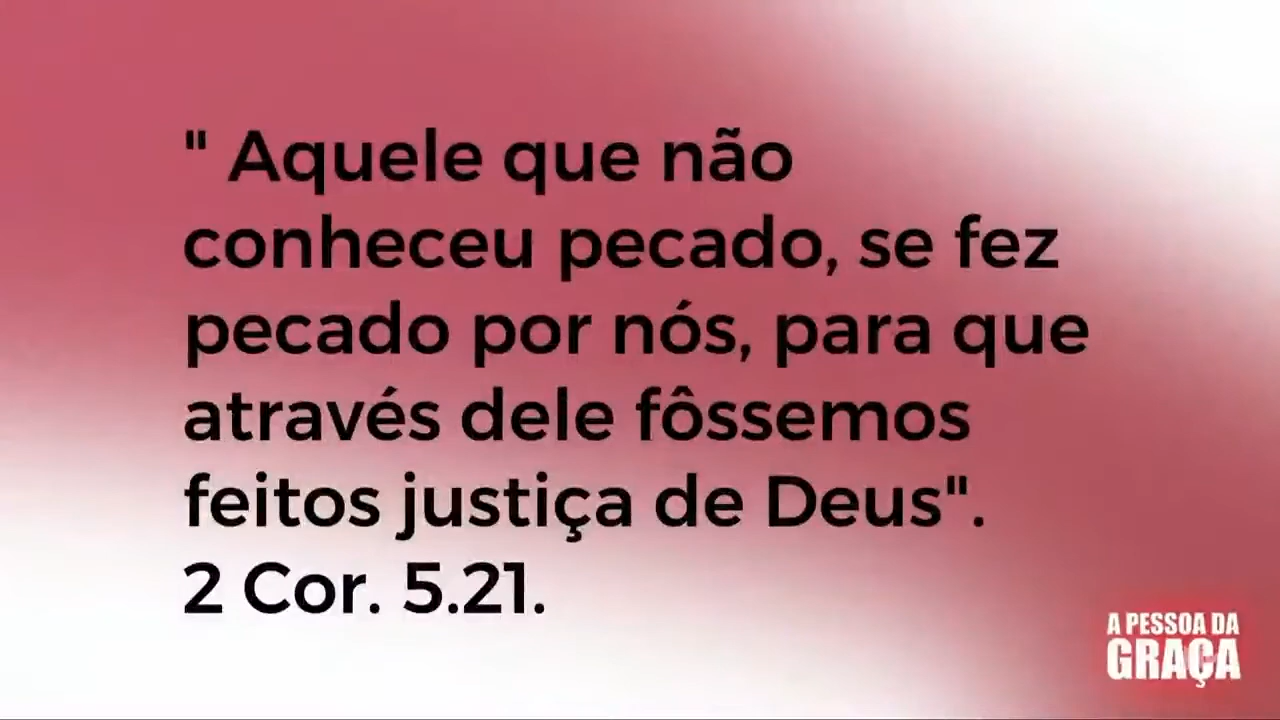 " Aquele que não
conheceu pecado, se fez
pecado por nós, para que
através dele fôssemos
feitos justiça de Deus".
2 Cor. 5.21.
A PESSOA DA
GRAÇA